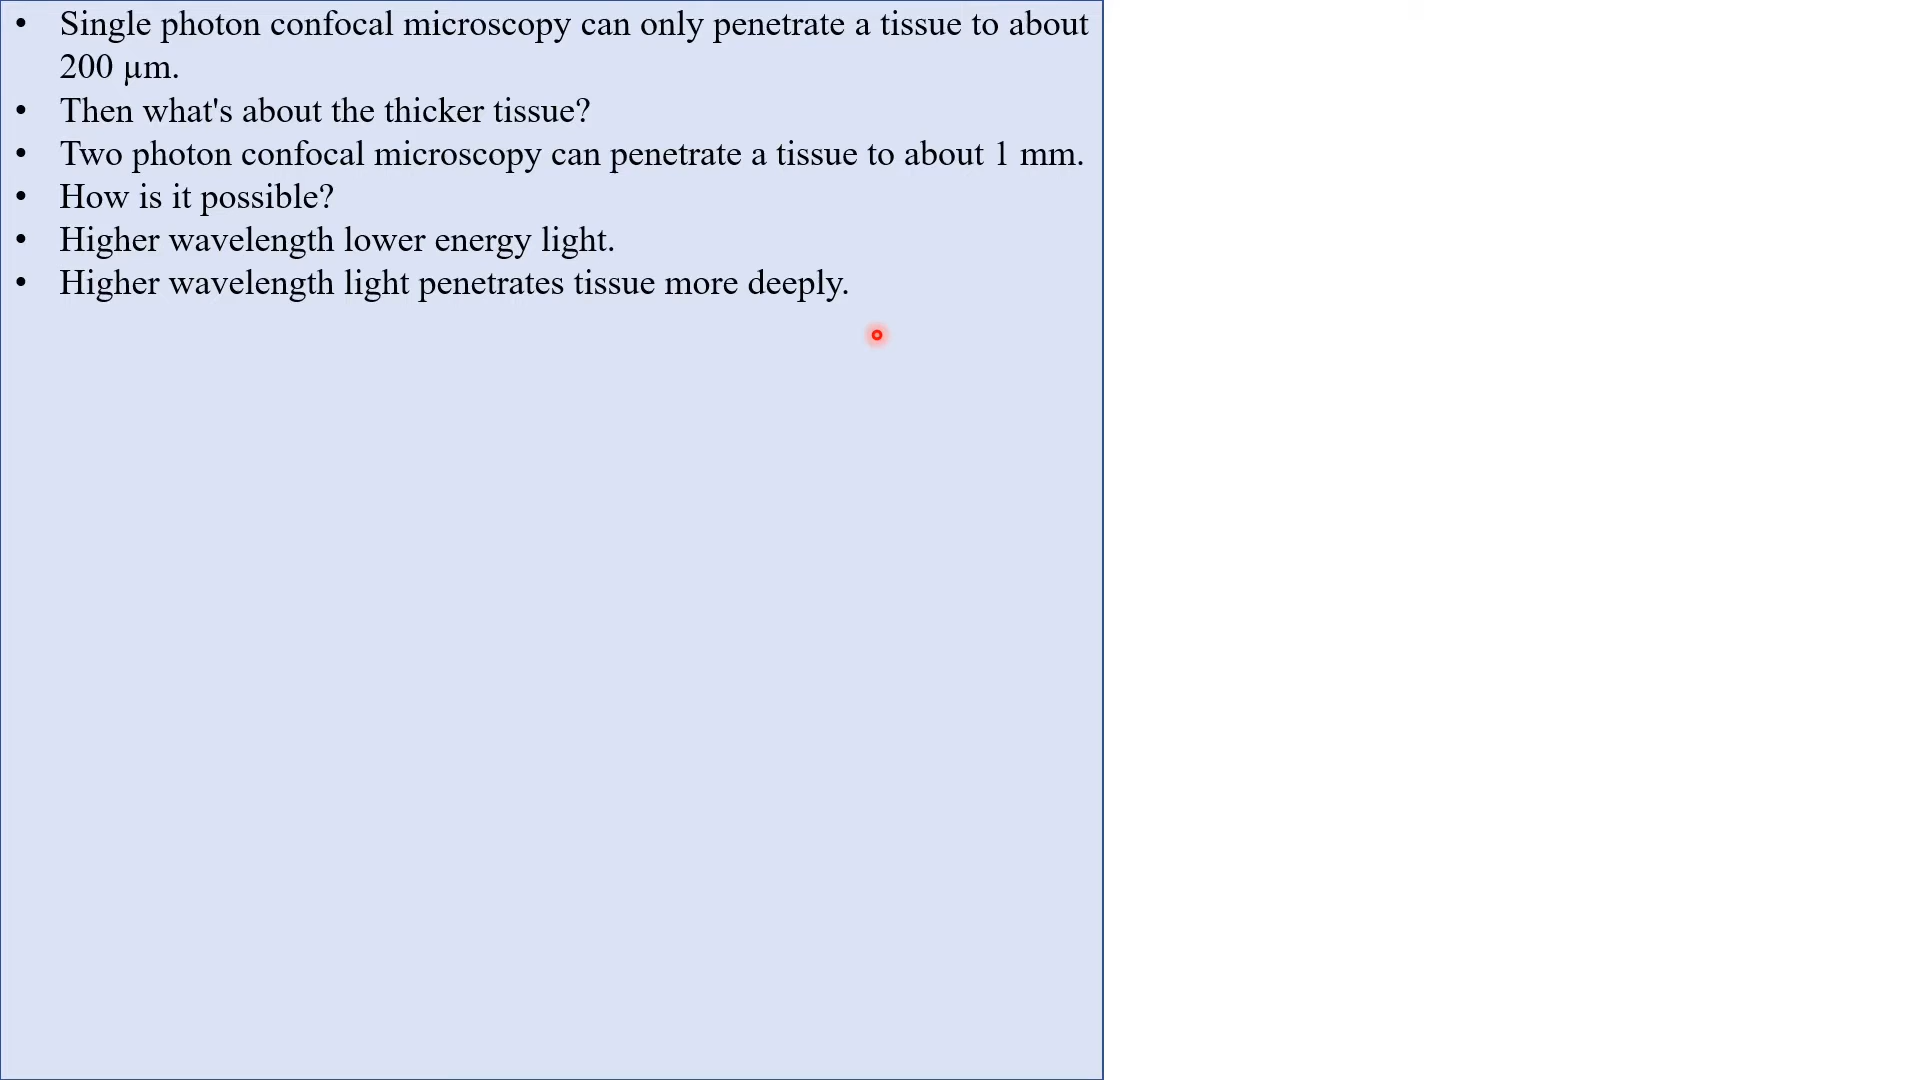 • Single photon confocal microscopy can only penetrate a tissue to about
200 µm.
• Then what's about the thicker tissue?
• Two photon confocal microscopy can penetrate a tissue to about 1 mm.
• How is it possible?
• Higher wavelength lower energy light.
• Higher wavelength light penetrates tissue more deeply.